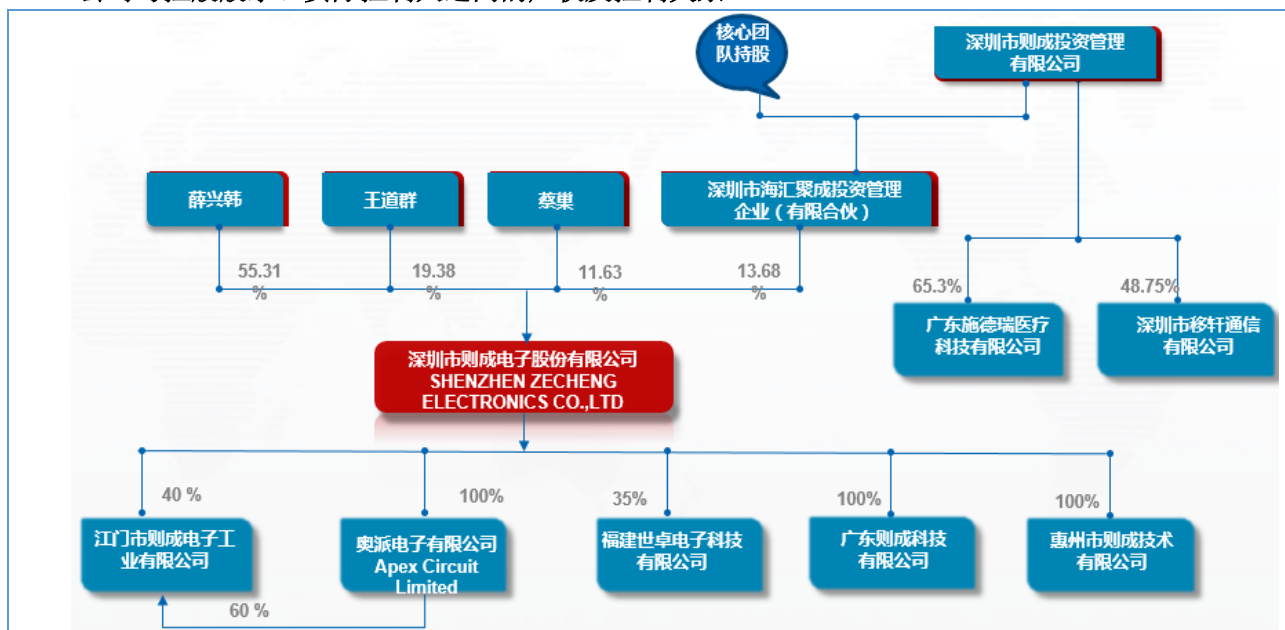 核心团
队持股
深圳市则成投资管理
有限公司
薛兴韩
王道群
蔡巢
深圳市海汇聚成投资管理
企业（有限合伙）
55.31
%
19.38
%
11.63
%
13.68
%
65.3%
48.75%
广东施德瑞医疗
科技有限公司
深圳市移轩通信
有限公司
深圳市则成电子股份有限公司
SHENZHEN ZECHENG
ELECTRONICS CO.,LTD
40 %
100%
35%
100%
100%
江门市则成电子工
业有限公司
奥派电子有限公司
Apex Circuit
Limited
福建世卓电子科技
有限公司
广东则成科技
有限公司
惠州市则成技术
有限公司
60 %